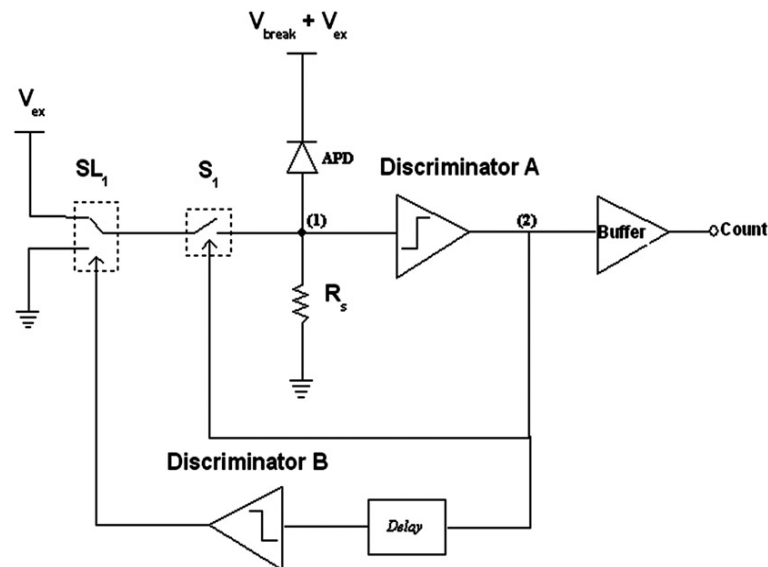 V_break + V_ex
V_ex
SL_1
S_1
APD
Discriminator A
(1)
(2)
Buffer
Count
R_s
Discriminator B
Delay